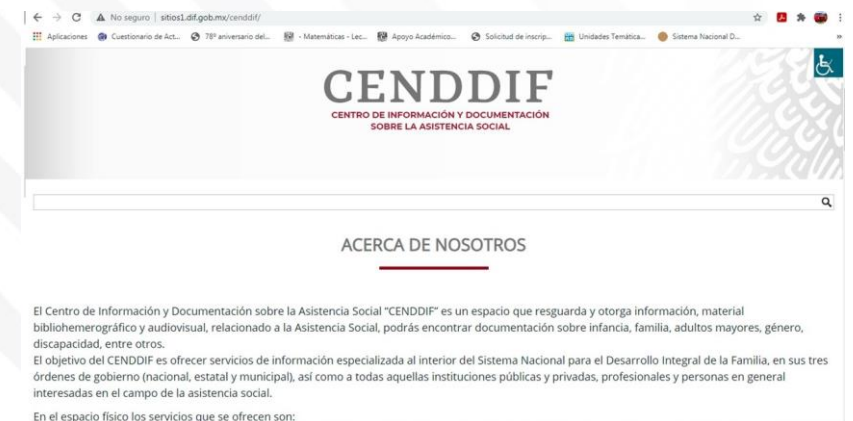 No seguro | sitios1.dif.gob.mx/cenddif/
Aplicaciones Cuestionario de Act... 78º aniversario del... - Matemáticas - Lec... Apoyo Académico... Solicitud de inscrip... Unidades Temática... Sistema Nacional D... »
CENDDIF
CENTRO DE INFORMACIÓN Y DOCUMENTACIÓN
SOBRE LA ASISTENCIA SOCIAL
ACERCA DE NOSOTROS
El Centro de Información y Documentación sobre la Asistencia Social “CENDDIF” es un espacio que resguarda y otorga información, material
bibliohemerográfico y audiovisual, relacionado a la Asistencia Social, podrás encontrar documentación sobre infancia, familia, adultos mayores, género,
discapacidad, entre otros.
El objetivo del CENDDIF es ofrecer servicios de información especializada al interior del Sistema Nacional para el Desarrollo Integral de la Familia, en sus tres
órdenes de gobierno (nacional, estatal y municipal), así como a todas aquellas instituciones públicas y privadas, profesionales y personas en general
interesadas en el campo de la asistencia social.
En el espacio físico los servicios que se ofrecen son: